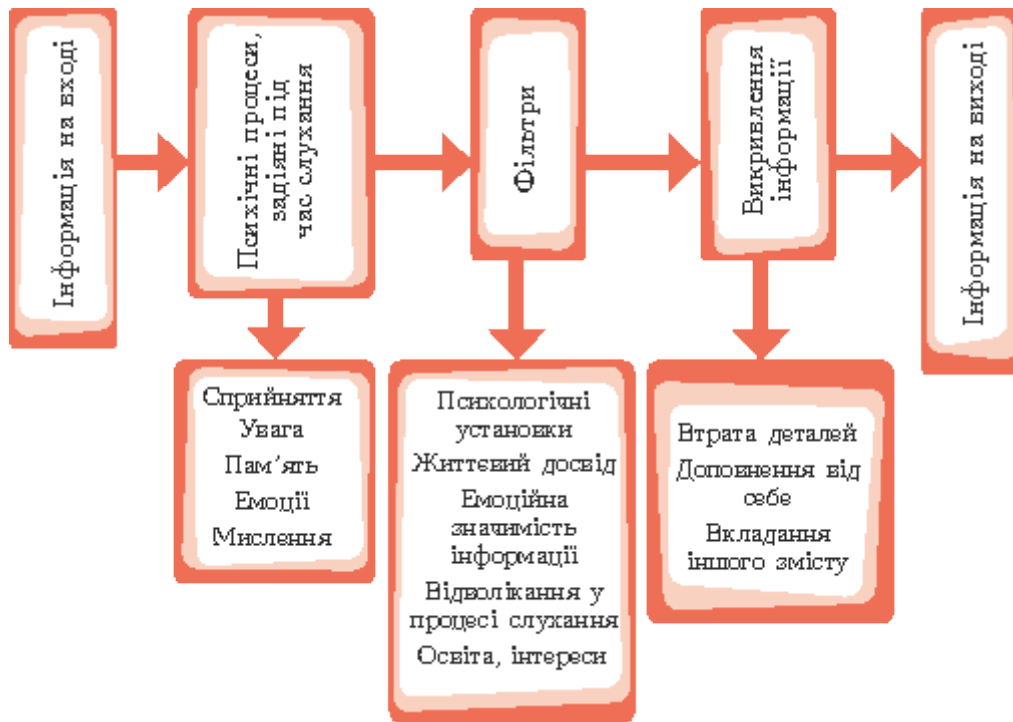 Інформація на вході
Психічні процеси,
задіяні під
час слухання
Фільтри
Викривлення
інформації
Інформація на виході
Сприйняття
Увага
Пам’ять
Емоції
Мислення
Психологічні
установки
Життєвий досвід
Емоційна
значимість
інформації
Відволікання у
процесі слухання
Освіта, інтереси
Втрата деталей
Доповнення від
себе
Вкладання
іншого змісту